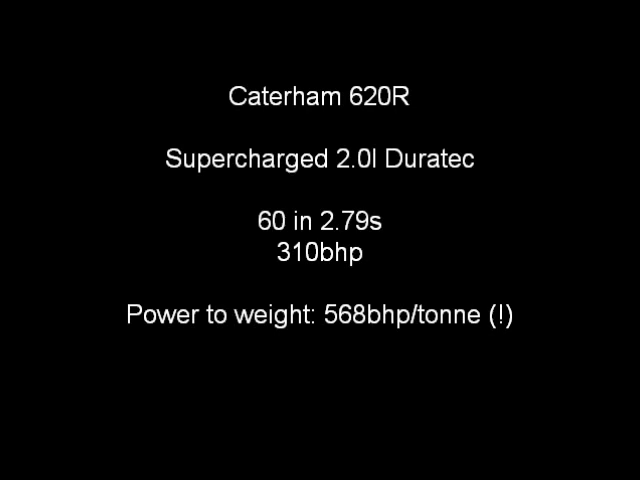 Caterham 620R
Supercharged 2.0l Duratec
60 in 2.79s
310bhp
Power to weight: 568bhp/tonne (!)